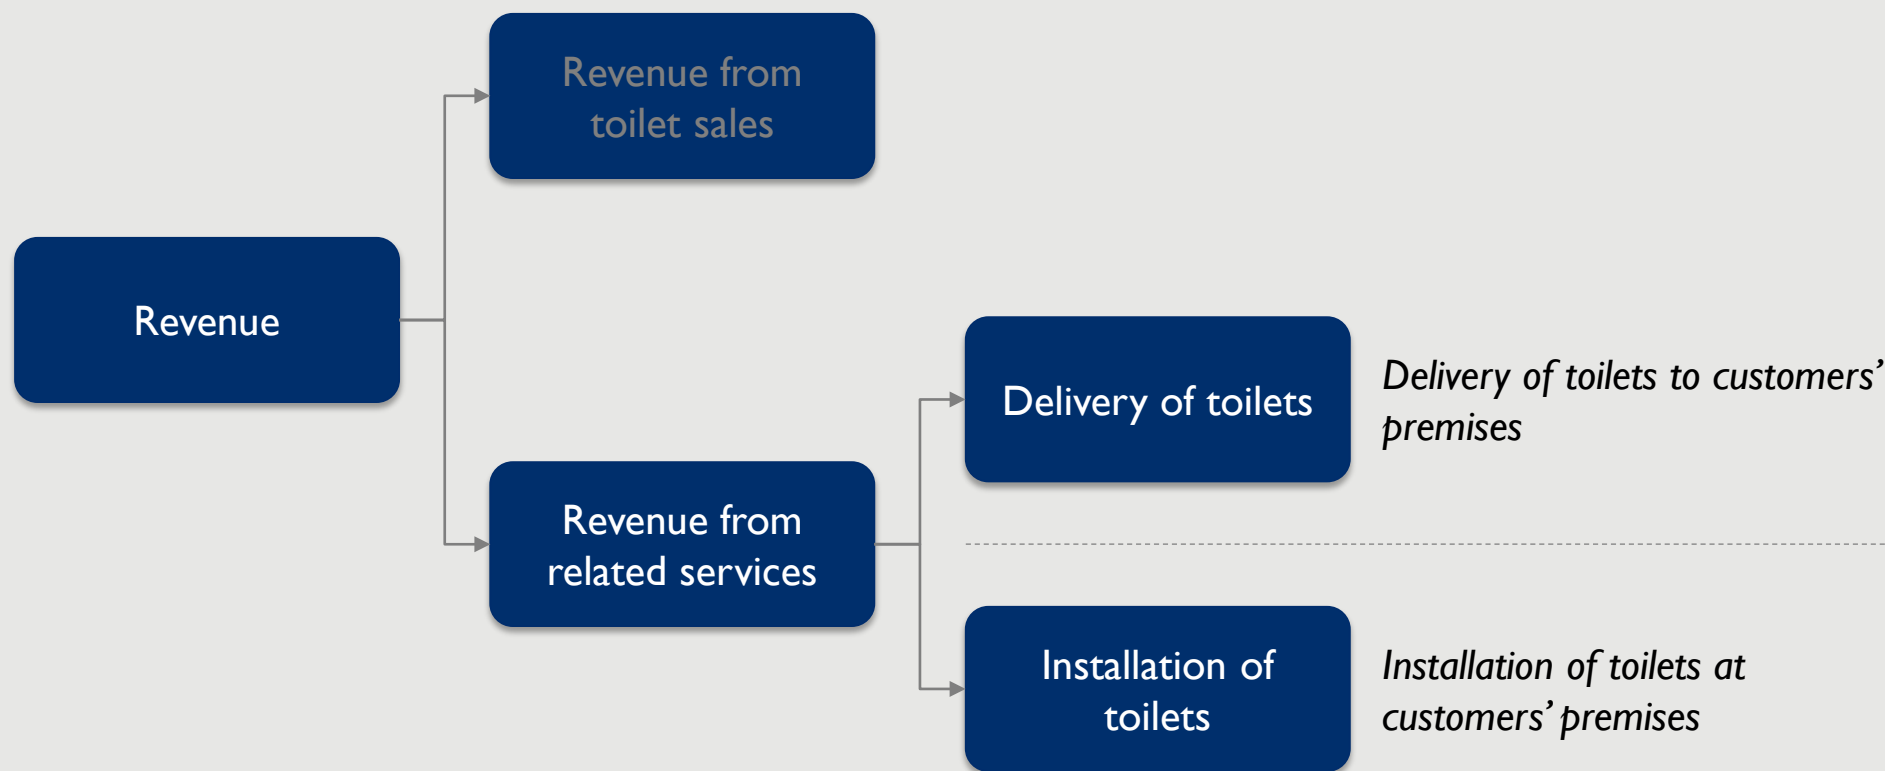 Revenue from
toilet sales
Revenue
Delivery of toilets
Delivery of toilets to customers’
premises
Revenue from
related services
Installation of
toilets
Installation of toilets at
customers’ premises